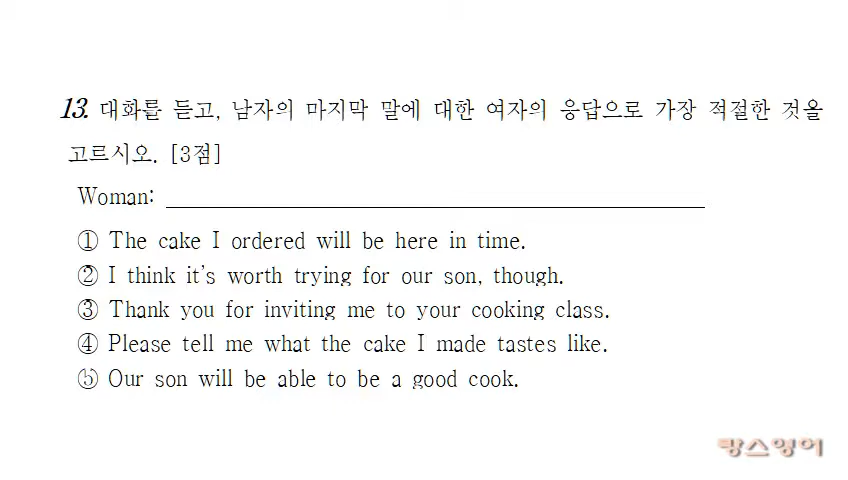 13. 대화를 듣고, 남자의 마지막 말에 대한 여자의 응답으로 가장 적절한 것을
고르시오. [3점]
Woman:
① The cake I ordered will be here in time.
② I think it's worth trying for our son, though.
③ Thank you for inviting me to your cooking class.
④ Please tell me what the cake I made tastes like.
⑤ Our son will be able to be a good cook.
팡스영어